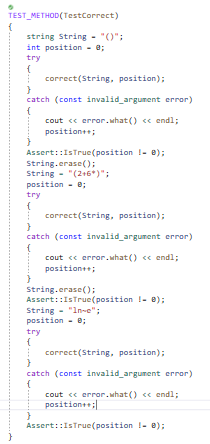 TEST_METHOD(TestCorrect)
{
string String = "()";
int position = 0;
try
{
correct(String, position);
}
catch (const invalid_argument error)
{
cout << error.what() << endl;
position++;
}
Assert::IsTrue(position != 0);
String.erase();
String = "(2+6*)";
position = 0;
try
{
correct(String, position);
}
catch (const invalid_argument error)
{
cout << error.what() << endl;
position++;
}
String.erase();
Assert::IsTrue(position != 0);
String = "ln~e";
position = 0;
try
{
correct(String, position);
}
catch (const invalid_argument error)
{
cout << error.what() << endl;
position++;
}
Assert::IsTrue(position != 0);
}